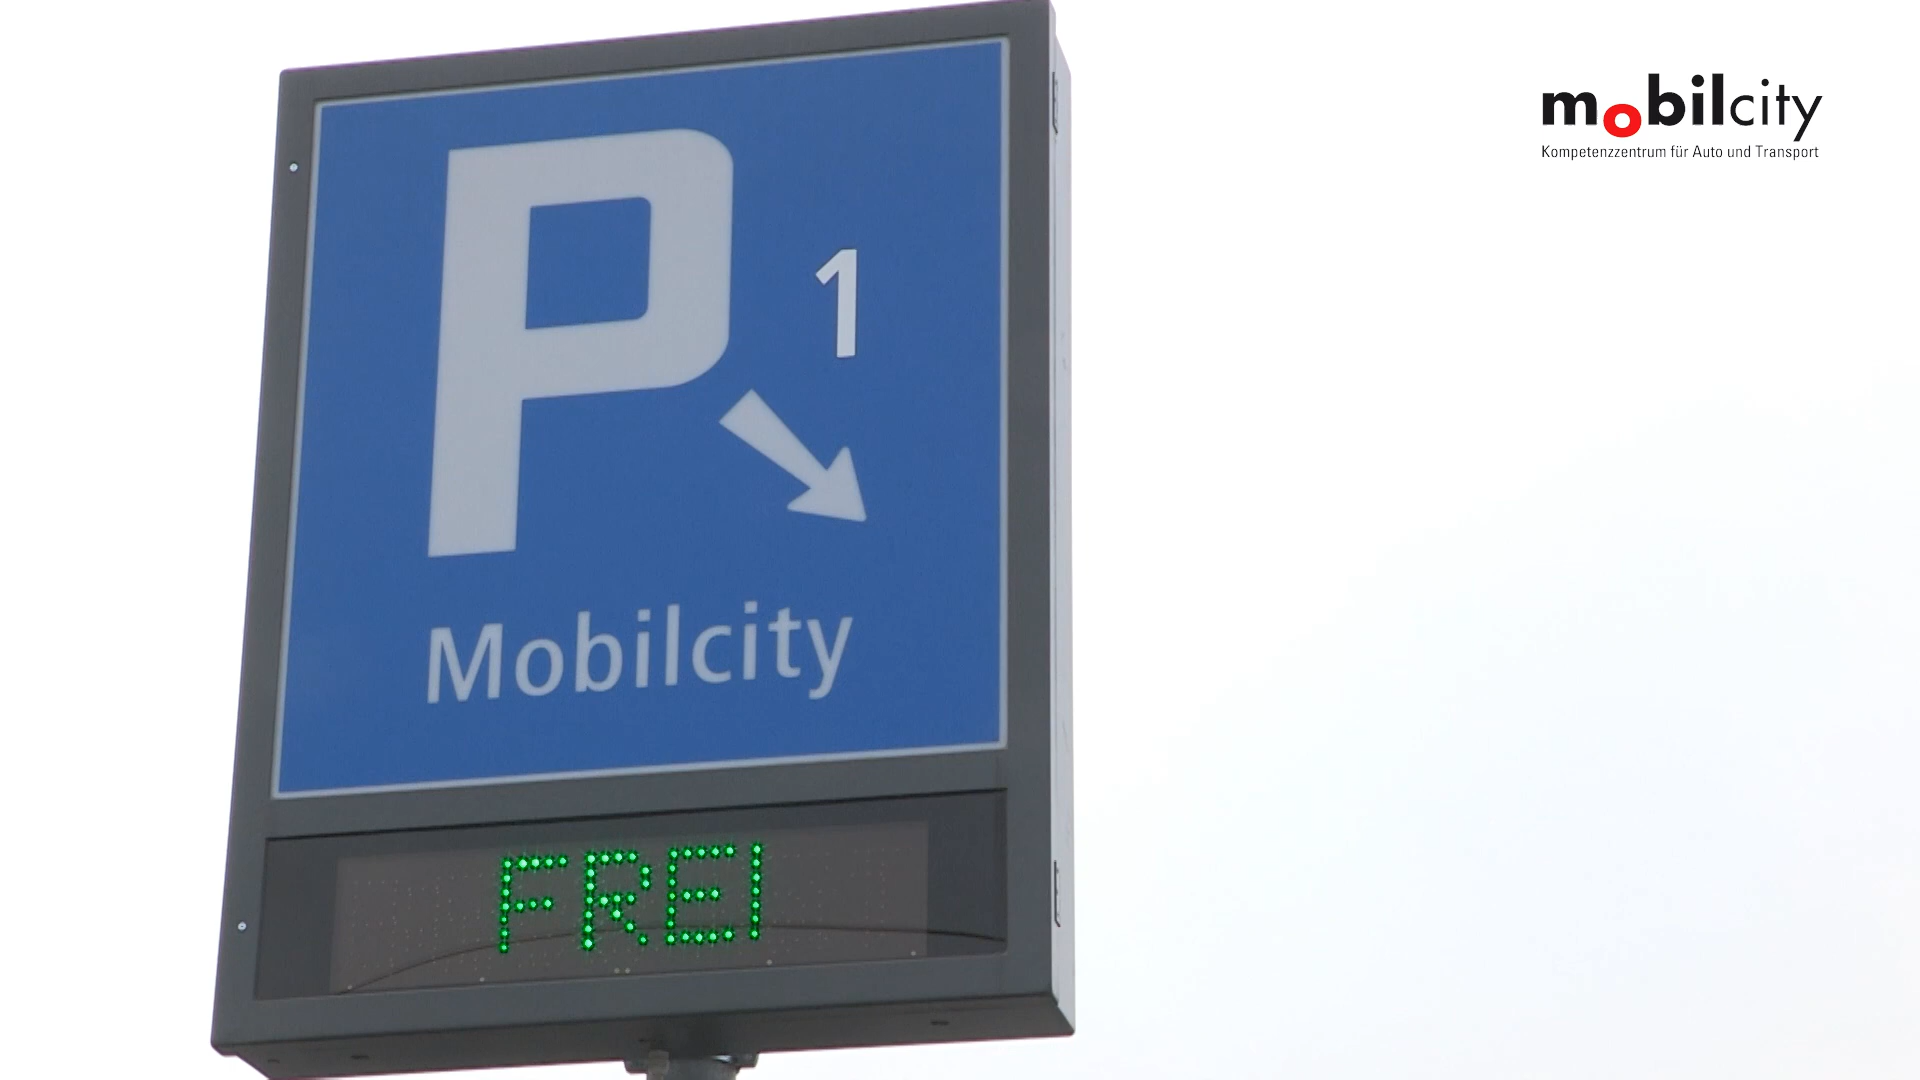 mobilcity
Kompetenzzentrum für Auto und Transport
P 1
Mobilcity
FREI